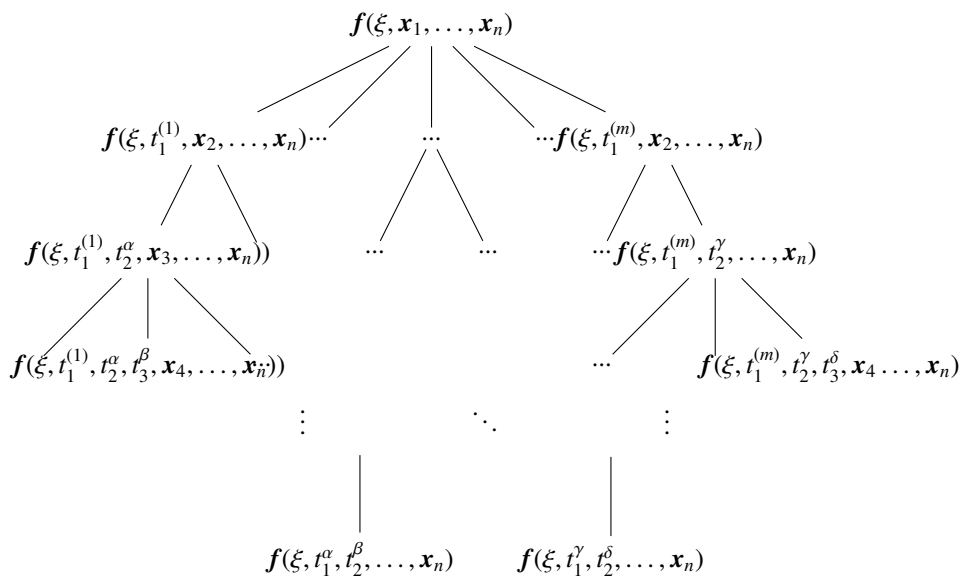 f(ξ, x₁, . . . , xₙ)
f(ξ, t₁⁽¹⁾, x₂, . . . , xₙ)··· ··· ···f(ξ, t₁⁽ᵐ⁾, x₂, . . . , xₙ)
f(ξ, t₁⁽¹⁾, t₂^α, x₃, . . . , xₙ)) ··· ··· ···f(ξ, t₁⁽ᵐ⁾, t₂^γ, . . . , xₙ)
f(ξ, t₁⁽¹⁾, t₂^α, t₃^β, x₄, . . . , xₙ)) ··· ··· f(ξ, t₁⁽ᵐ⁾, t₂^γ, t₃^δ, x₄ . . . , xₙ)
⋮ ⋱ ⋮
f(ξ, t₁^α, t₂^β, . . . , xₙ) f(ξ, t₁^γ, t₂^δ, . . . , xₙ)